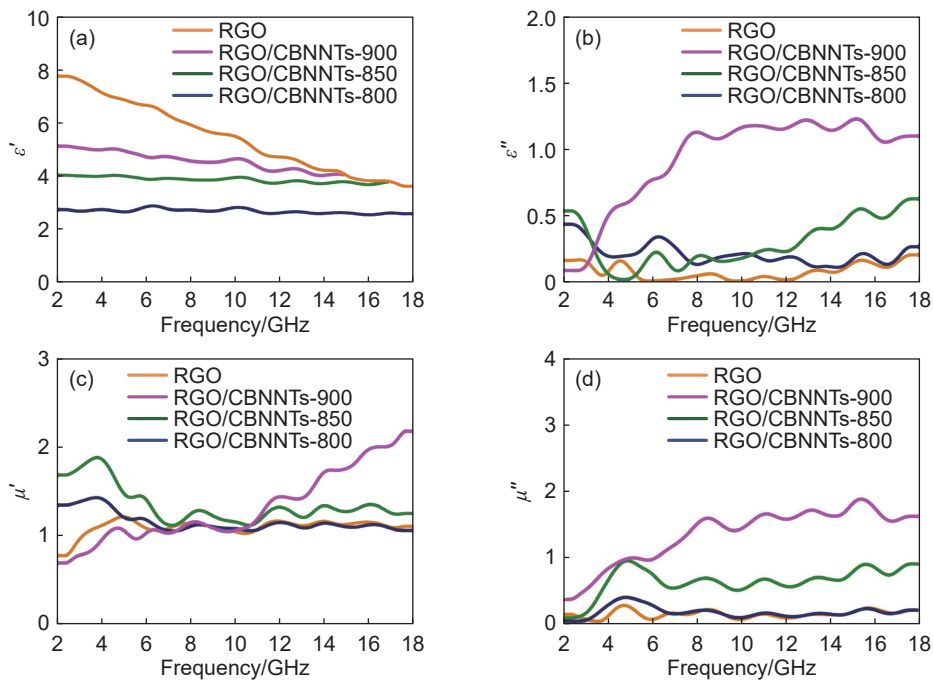 (a)
RGO
RGO/CBNNTs-900
RGO/CBNNTs-850
RGO/CBNNTs-800
10
8
6
4
2
0
ε′
2 4 6 8 10 12 14 16 18
Frequency/GHz
(b)
RGO
RGO/CBNNTs-900
RGO/CBNNTs-850
RGO/CBNNTs-800
2.0
1.5
1.0
0.5
0
ε″
2 4 6 8 10 12 14 16 18
Frequency/GHz
(c)
RGO
RGO/CBNNTs-900
RGO/CBNNTs-850
RGO/CBNNTs-800
3
2
1
0
μ′
2 4 6 8 10 12 14 16 18
Frequency/GHz
(d)
RGO
RGO/CBNNTs-900
RGO/CBNNTs-850
RGO/CBNNTs-800
4
3
2
1
0
μ″
2 4 6 8 10 12 14 16 18
Frequency/GHz